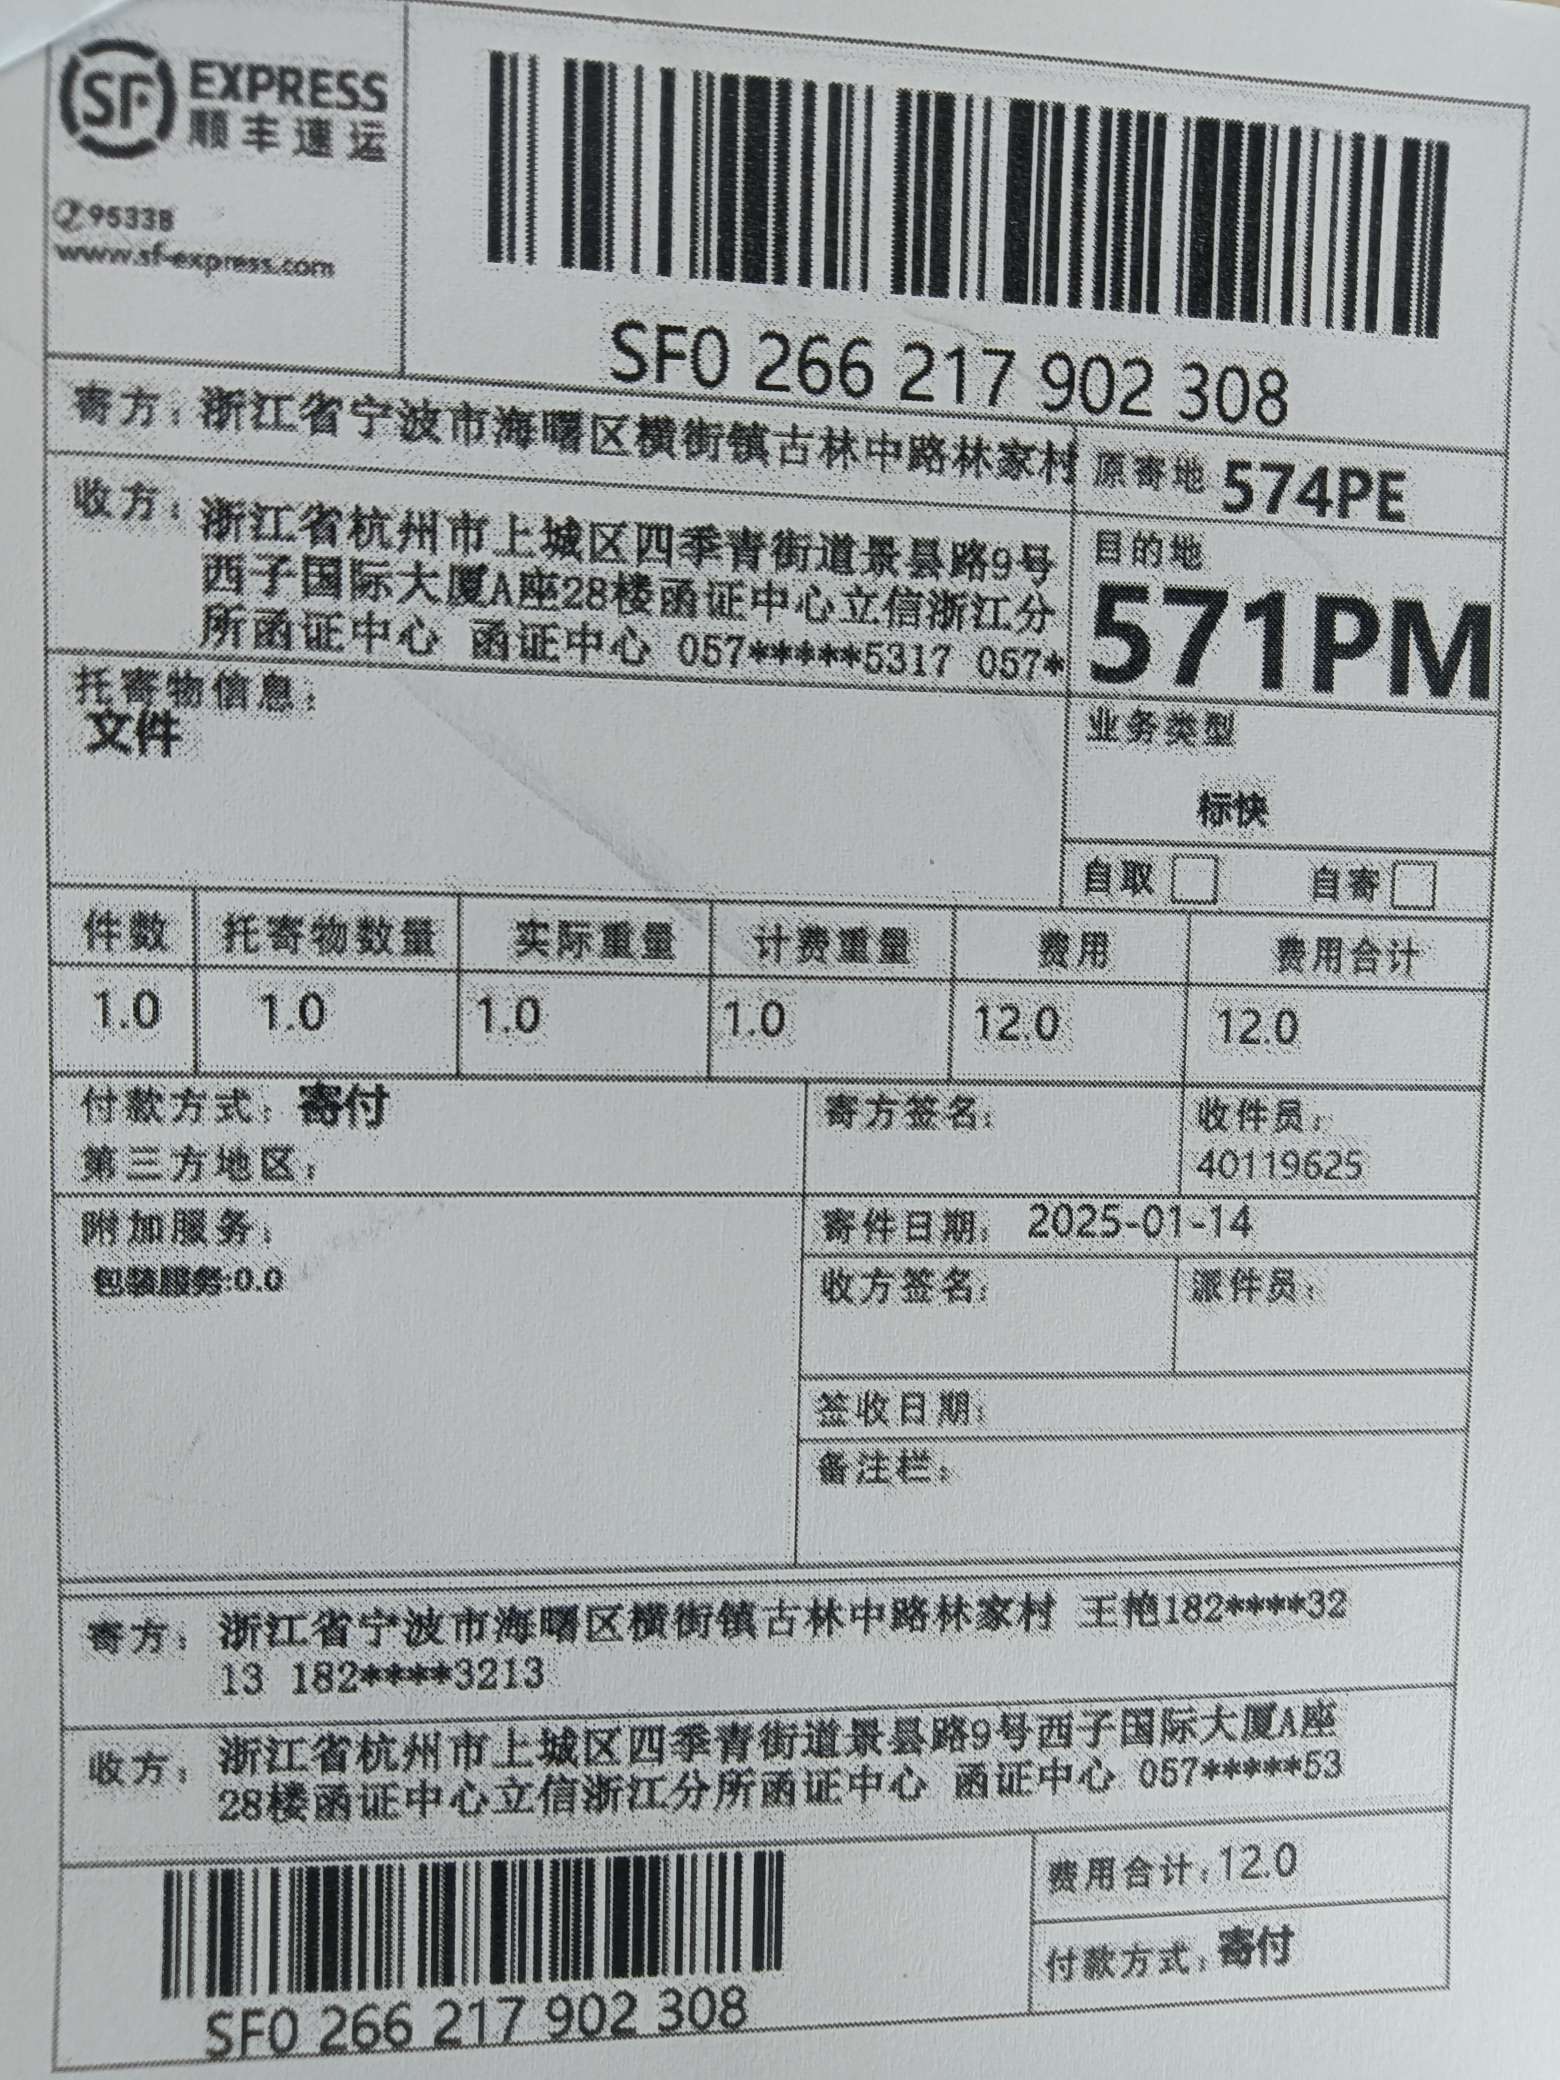 SF EXPRESS
顺丰速运
95338
www.sf-express.com
SF0 266 217 902 308
寄方：浙江省宁波市海曙区横街镇古林中路林家村
原寄地 574PE
收方：浙江省杭州市上城区四季青街道景昙路9号
西子国际大厦A座28楼函证中心立信浙江分
所函证中心 函证中心 057*****5317 057*
目的地
571PM
托寄物信息：
文件
业务类型
标快
自取 自寄
件数 托寄物数量 实际重量 计费重量 费用 费用合计
1.0 1.0 1.0 1.0 12.0 12.0
付款方式：寄付
第三方地区：
寄方签名：
收件员：
40119625
附加服务：
包装服务:0.0
寄件日期：2025-01-14
收方签名：
派件员：
签收日期：
备注栏：
寄方：浙江省宁波市海曙区横街镇古林中路林家村 王艳182****32
13 182****3213
收方：浙江省杭州市上城区四季青街道景昙路9号西子国际大厦A座
28楼函证中心立信浙江分所函证中心 函证中心 057*****53
SF0 266 217 902 308
费用合计：12.0
付款方式：寄付